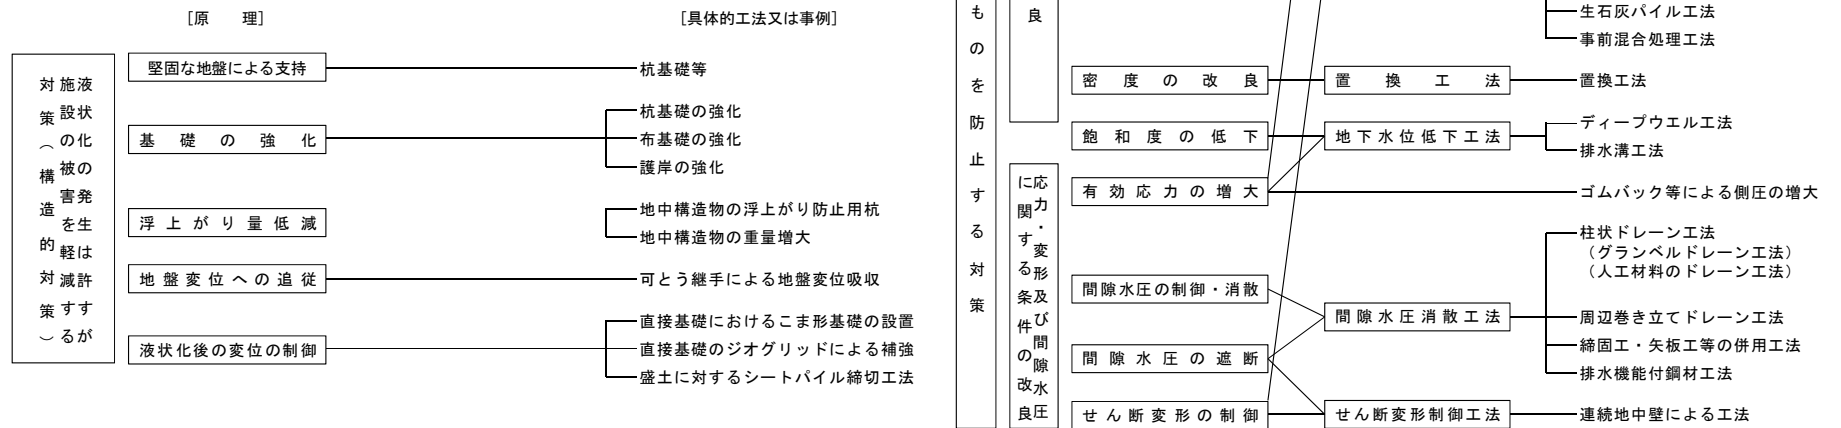 ［原　　理］
［具体的工法又は事例］
液状化の発生は許すが
施設の被害を軽減する
対策（構造的対策）
堅固な地盤による支持
杭基礎等
基礎の強化
杭基礎の強化
布基礎の強化
護岸の強化
浮上がり量低減
地中構造物の浮上がり防止用杭
地中構造物の重量増大
地盤変位への追従
可とう継手による地盤変位吸収
液状化後の変位の制御
直接基礎におけるこま形基礎の設置
直接基礎のジオグリッドによる補強
盛土に対するシートパイル締切工法
ものを防止する対策
良
生石灰パイル工法
事前混合処理工法
密度の改良
置換工法
置換工法
飽和度の低下
地下水位低下工法
ディープウエル工法
排水溝工法
応力・変形及び間隙水圧
に関する条件の改良
有効応力の増大
ゴムバック等による側圧の増大
間隙水圧の制御・消散
間隙水圧の遮断
間隙水圧消散工法
柱状ドレーン工法
（グランベルドレーン工法）
（人工材料のドレーン工法）
周辺巻き立てドレーン工法
締固工・矢板工等の併用工法
排水機能付鋼材工法
せん断変形の制御
せん断変形制御工法
連続地中壁による工法